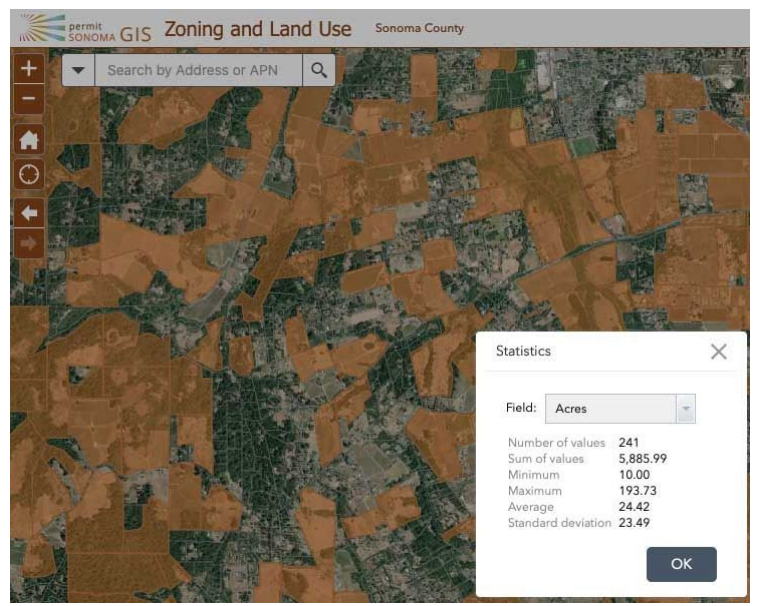 permit
SONOMA GIS Zoning and Land Use Sonoma County
Search by Address or APN
Statistics
Field: Acres
Number of values 241
Sum of values 5,885.99
Minimum 10.00
Maximum 193.73
Average 24.42
Standard deviation 23.49
OK